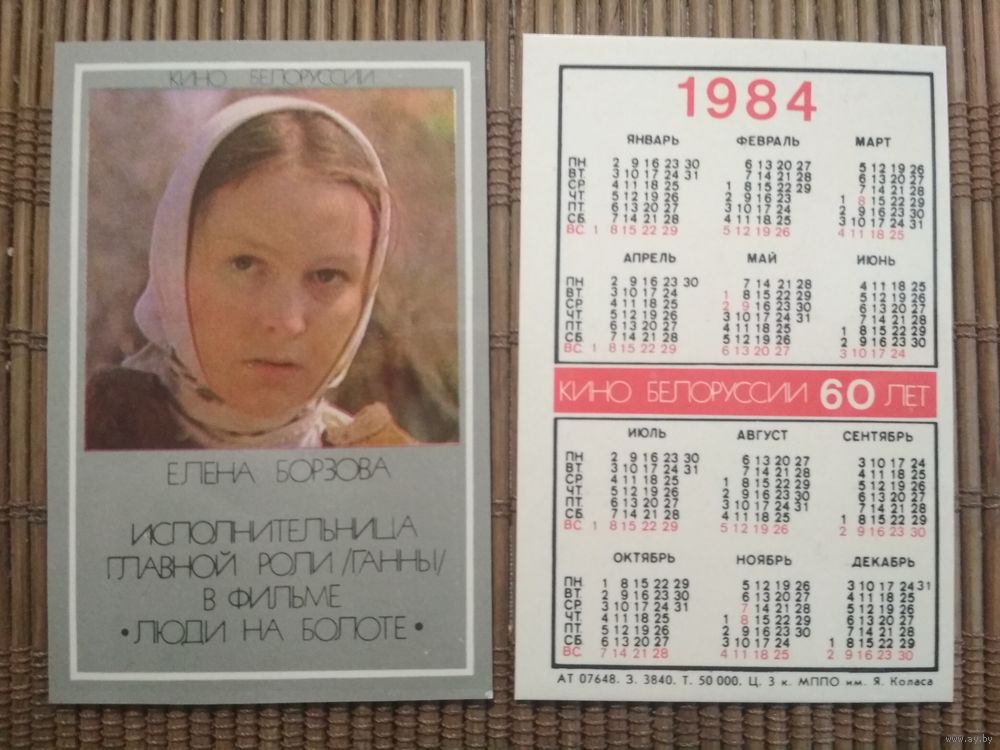 КИНО БЕЛОРУССИИ
ЕЛЕНА БОРЗОВА
ИСПОЛНИТЕЛЬНИЦА
ГЛАВНОЙ РОЛИ /ГАННЫ/
В ФИЛЬМЕ
• ЛЮДИ НА БОЛОТЕ •
1984
ЯНВАРЬ ФЕВРАЛЬ МАРТ
ПН. 2 9 16 23 30 6 13 20 27 5 12 19 26
ВТ. 3 10 17 24 31 7 14 21 28 6 13 20 27
СР. 4 11 18 25 1 8 15 22 29 7 14 21 28
ЧТ. 5 12 19 26 2 9 16 23 1 8 15 22 29
ПТ. 6 13 20 27 3 10 17 24 2 9 16 23 30
СБ. 7 14 21 28 4 11 18 25 3 10 17 24 31
ВС. 1 8 15 22 29 5 12 19 26 4 11 18 25
АПРЕЛЬ МАЙ ИЮНЬ
ПН. 2 9 16 23 30 7 14 21 28 4 11 18 25
ВТ. 3 10 17 24 1 8 15 22 29 5 12 19 26
СР. 4 11 18 25 2 9 16 23 30 6 13 20 27
ЧТ. 5 12 19 26 3 10 17 24 31 7 14 21 28
ПТ. 6 13 20 27 4 11 18 25 1 8 15 22 29
СБ. 7 14 21 28 5 12 19 26 2 9 16 23 30
ВС. 1 8 15 22 29 6 13 20 27 3 10 17 24
КИНО БЕЛОРУССИИ 60 ЛЕТ
ИЮЛЬ АВГУСТ СЕНТЯБРЬ
ПН. 2 9 16 23 30 6 13 20 27 3 10 17 24
ВТ. 3 10 17 24 31 7 14 21 28 4 11 18 25
СР. 4 11 18 25 1 8 15 22 29 5 12 19 26
ЧТ. 5 12 19 26 2 9 16 23 30 6 13 20 27
ПТ. 6 13 20 27 3 10 17 24 31 7 14 21 28
СБ. 7 14 21 28 4 11 18 25 1 8 15 22 29
ВС. 1 8 15 22 29 5 12 19 26 2 9 16 23 30
ОКТЯБРЬ НОЯБРЬ ДЕКАБРЬ
ПН. 1 8 15 22 29 5 12 19 26 3 10 17 24 31
ВТ. 2 9 16 23 30 6 13 20 27 4 11 18 25
СР. 3 10 17 24 31 7 14 21 28 5 12 19 26
ЧТ. 4 11 18 25 1 8 15 22 29 6 13 20 27
ПТ. 5 12 19 26 2 9 16 23 30 7 14 21 28
СБ. 6 13 20 27 3 10 17 24 1 8 15 22 29
ВС. 7 14 21 28 4 11 18 25 2 9 16 23 30
АТ 07648. З. 3840. Т. 50 000. Ц. 3 к. МППО им. Я. Коласа
© www.ay.by